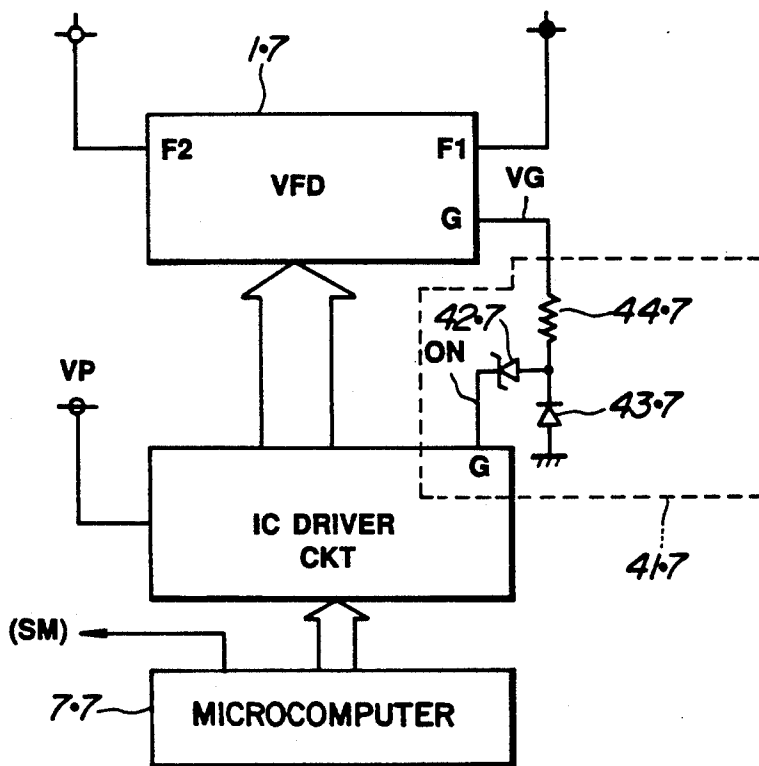 1·7
F2
F1
VFD
VG
G
42·7
44·7
ON
VP
43·7
G
IC DRIVER
CKT
41·7
(SM)
7·7
MICROCOMPUTER